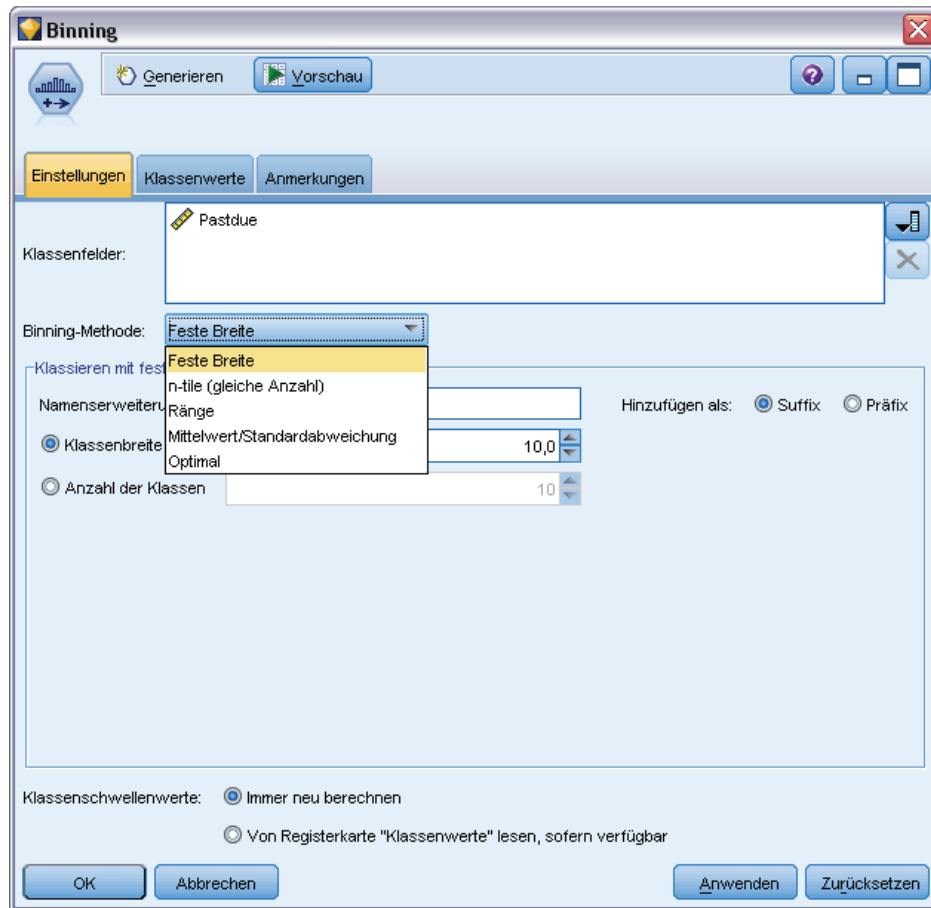 Binning
Generieren Vorschau
Einstellungen Klassenwerte Anmerkungen
Klassenfelder: Pastdue
Binning-Methode: Feste Breite
Feste Breite
n-tile (gleiche Anzahl)
Ränge
Mittelwert/Standardabweichung
Optimal
Klassieren mit
Hinzufügen als: Suffix Präfix
Klassenbreite 10,0
Anzahl der Klassen 10
Klassenschwellenwerte: Immer neu berechnen
Von Registerkarte "Klassenwerte" lesen, sofern verfügbar
OK Abbrechen Anwenden Zurücksetzen